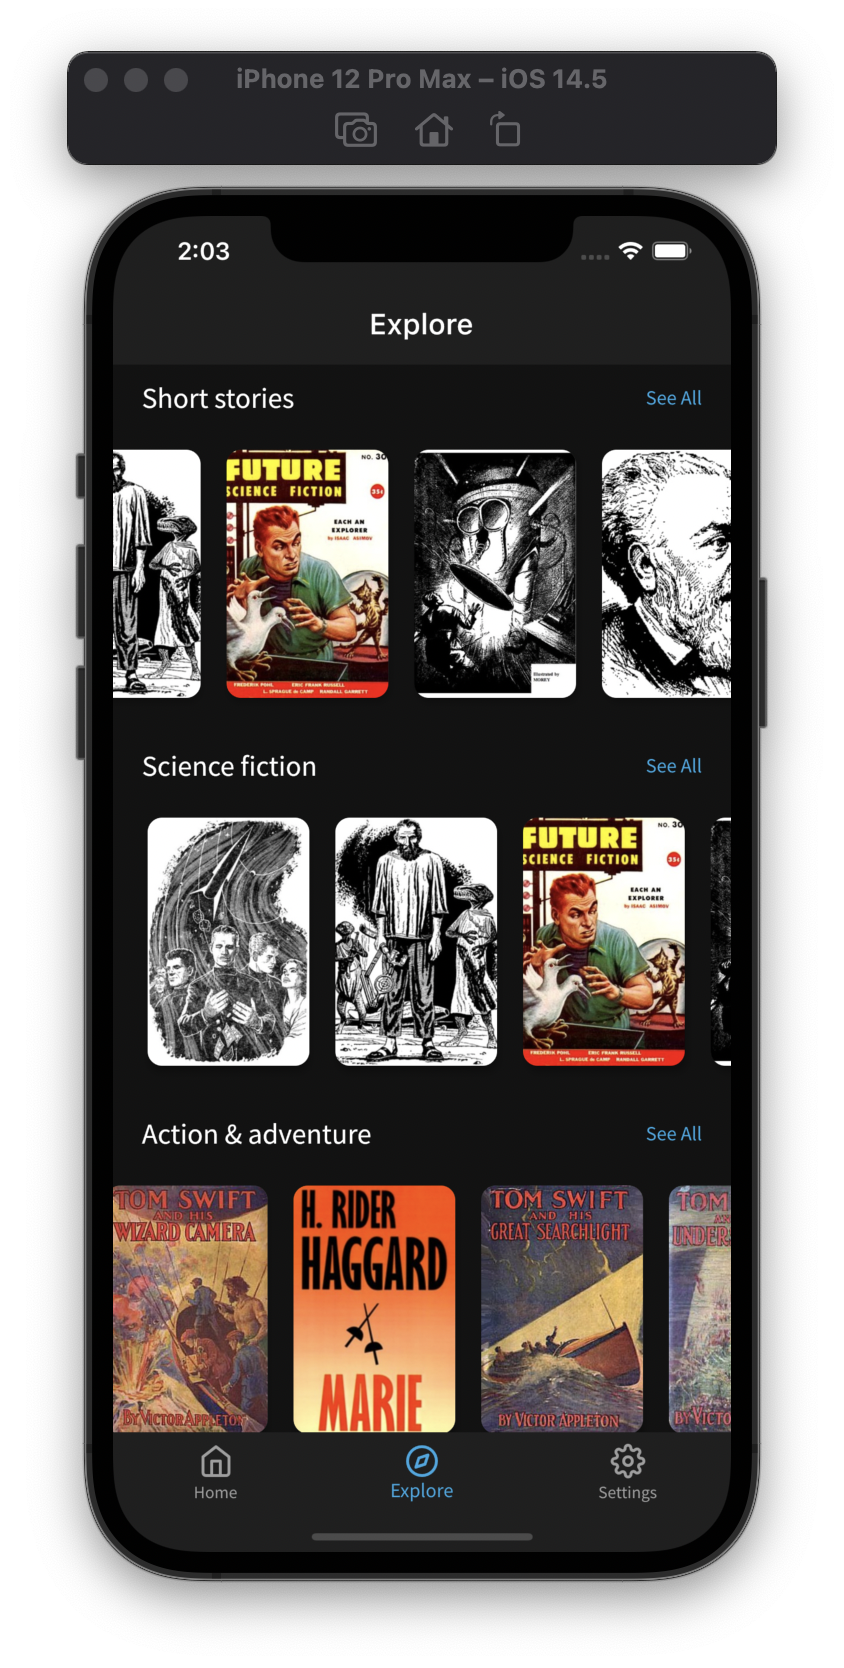 iPhone 12 Pro Max – iOS 14.5
2:03
Explore
Short stories
See All
NO. 30
FUTURE
SCIENCE FICTION
35¢
EACH AN
EXPLORER
by ISAAC ASIMOV
FREDERIK POHL ERIC FRANK RUSSELL
L. SPRAGUE de CAMP RANDALL GARRETT
Illustrated by
MOREY
Science fiction
See All
NO. 30
FUTURE
SCIENCE FICTION
35¢
EACH AN
EXPLORER
by ISAAC ASIMOV
FREDERIK POHL ERIC FRANK RUSSELL
L. SPRAGUE de CAMP RANDALL GARRETT
Action & adventure
See All
TOM SWIFT
AND HIS
WIZARD CAMERA
BY VICTOR APPLETON
H. RIDER
HAGGARD
MARIE
TOM SWIFT
AND HIS
GREAT SEARCHLIGHT
BY VICTOR APPLETON
TOM
AN
UNDERS
BY VICTO
Home
Explore
Settings